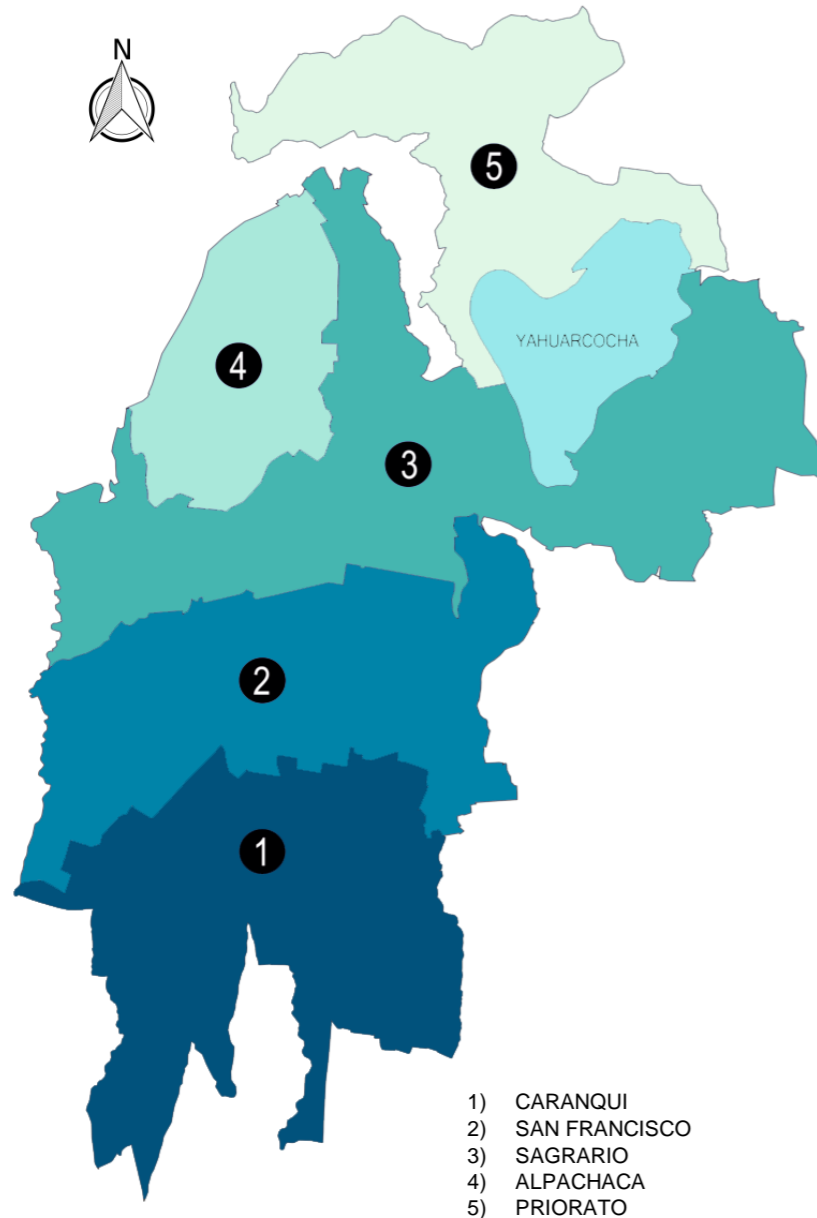 N
5
YAHUARCOCHA
4
3
2
1
1) CARANQUI
2) SAN FRANCISCO
3) SAGRARIO
4) ALPACHACA
5) PRIORATO